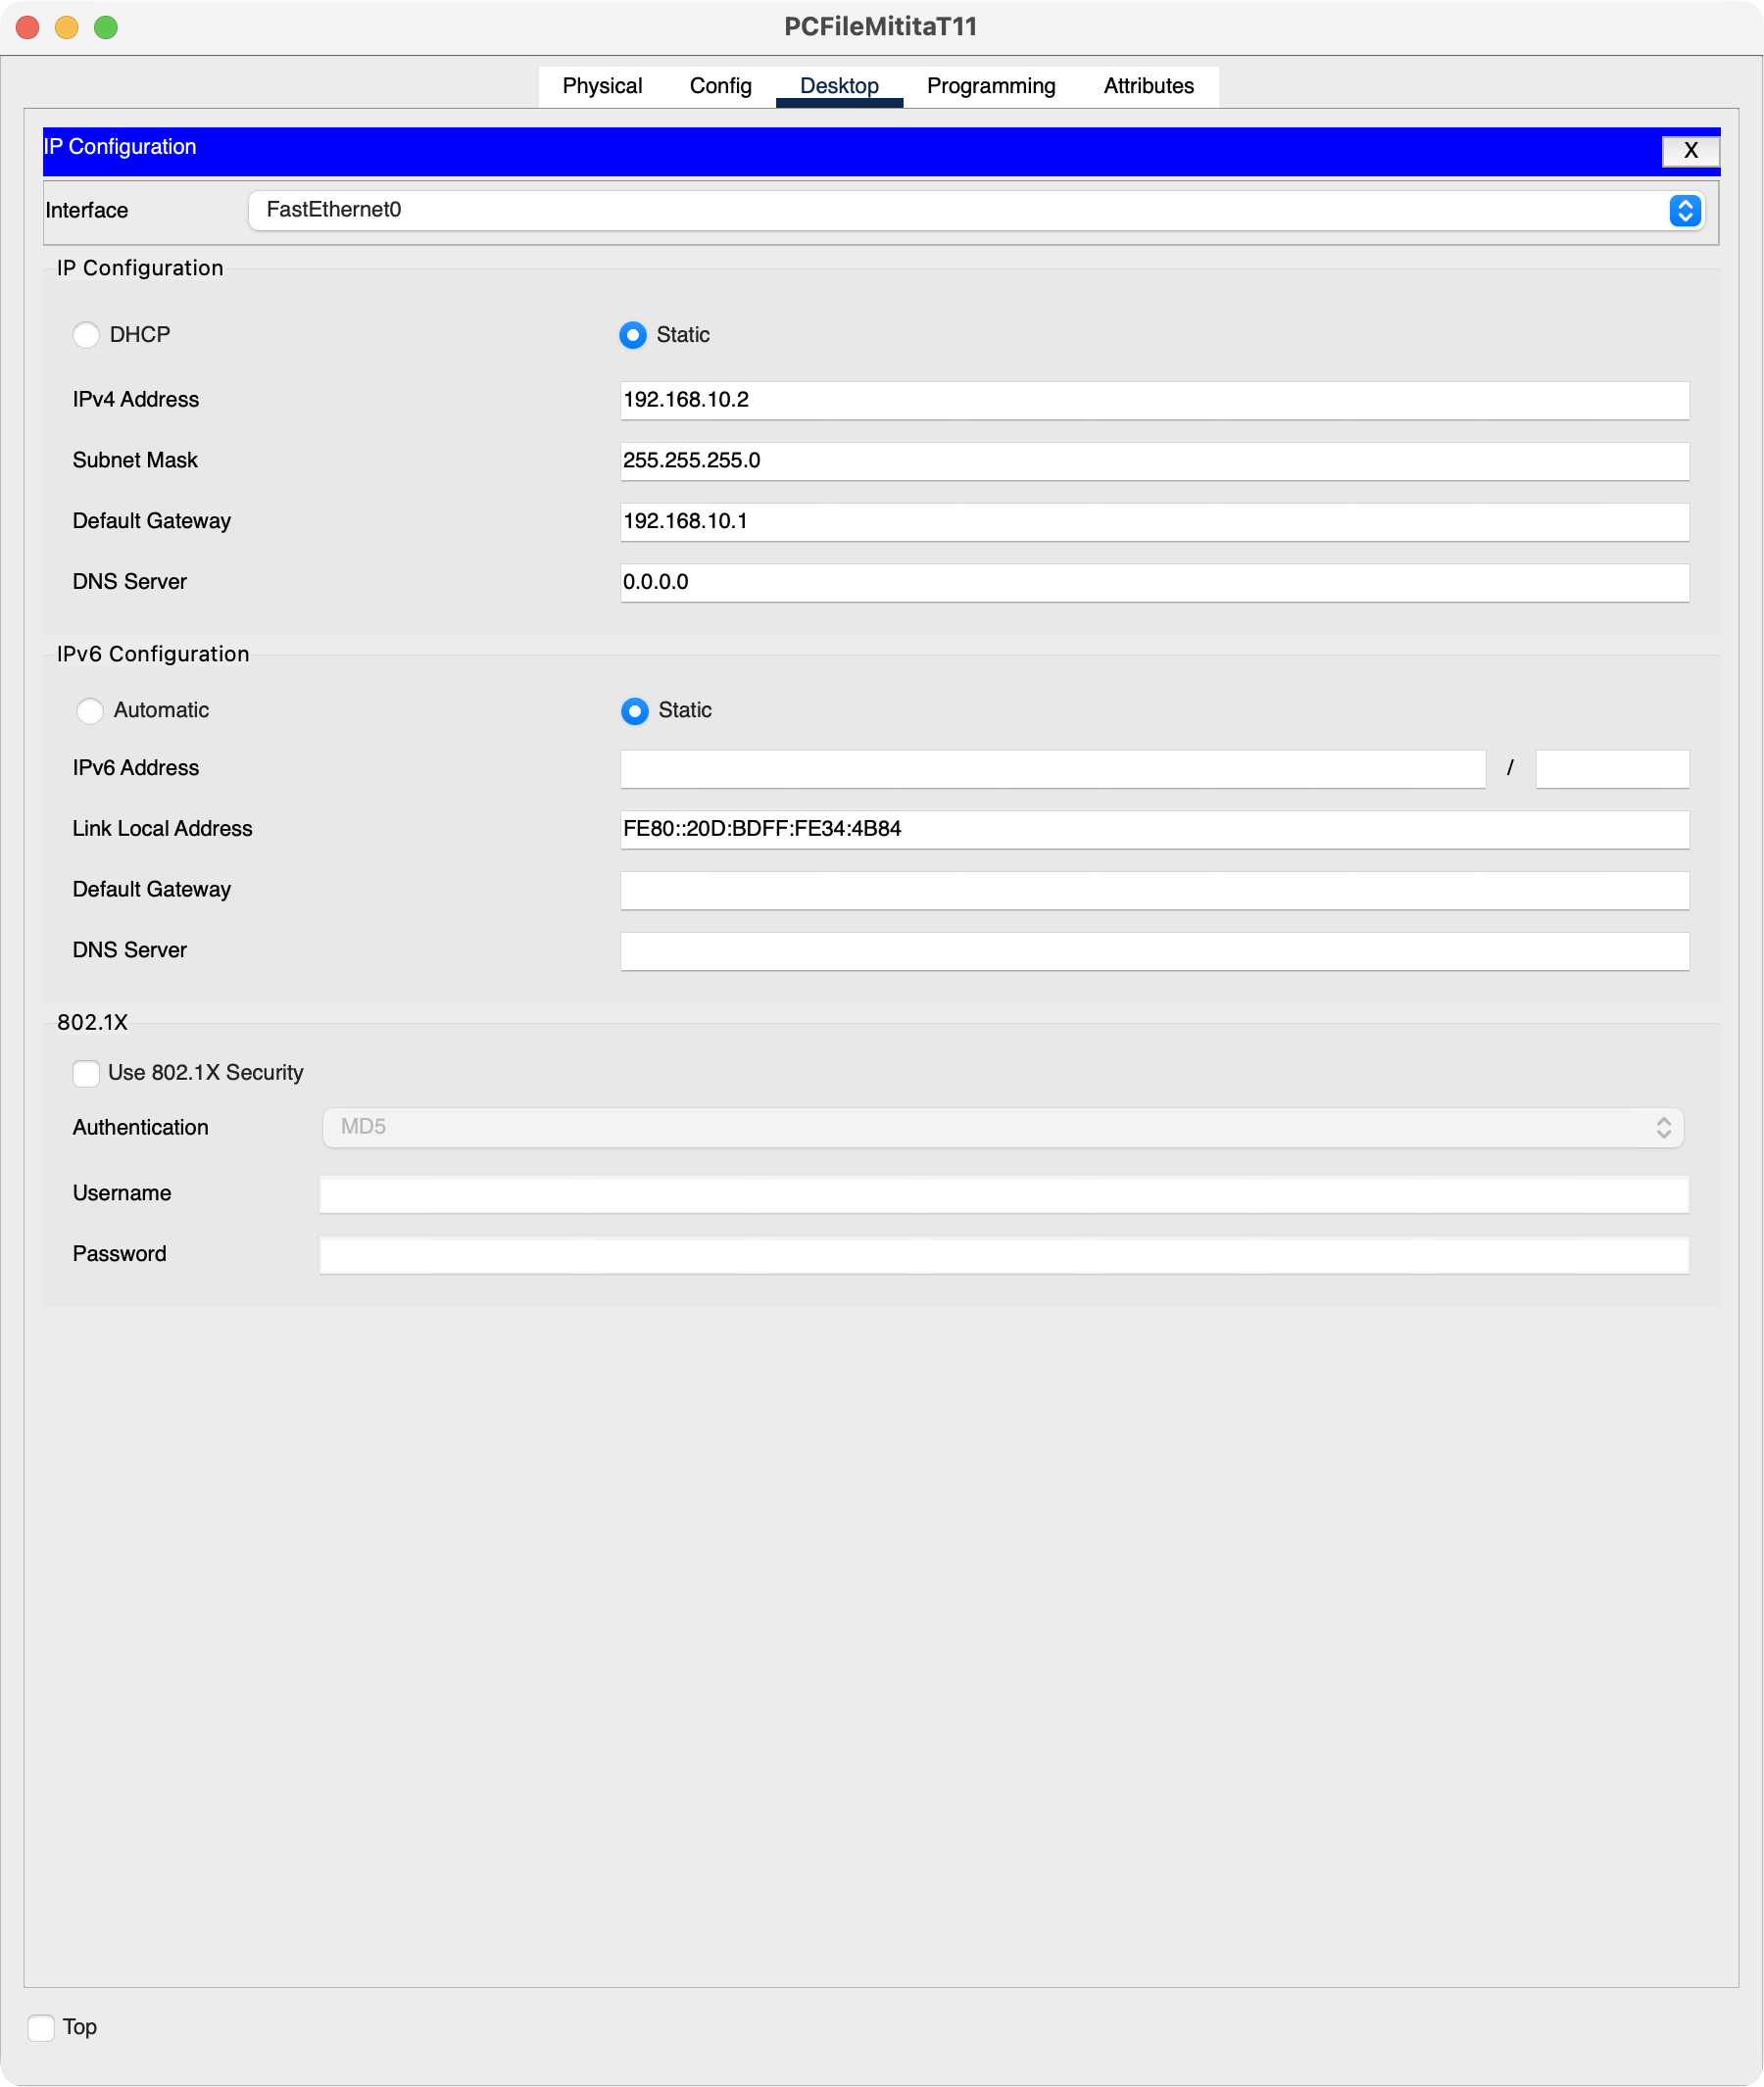 PCFileMititaT11
Physical Config Desktop Programming Attributes
IP Configuration X
Interface FastEthernet0
IP Configuration
DHCP Static
IPv4 Address 192.168.10.2
Subnet Mask 255.255.255.0
Default Gateway 192.168.10.1
DNS Server 0.0.0.0
IPv6 Configuration
Automatic Static
IPv6 Address /
Link Local Address FE80::20D:BDFF:FE34:4B84
Default Gateway
DNS Server
802.1X
Use 802.1X Security
Authentication MD5
Username
Password
Top